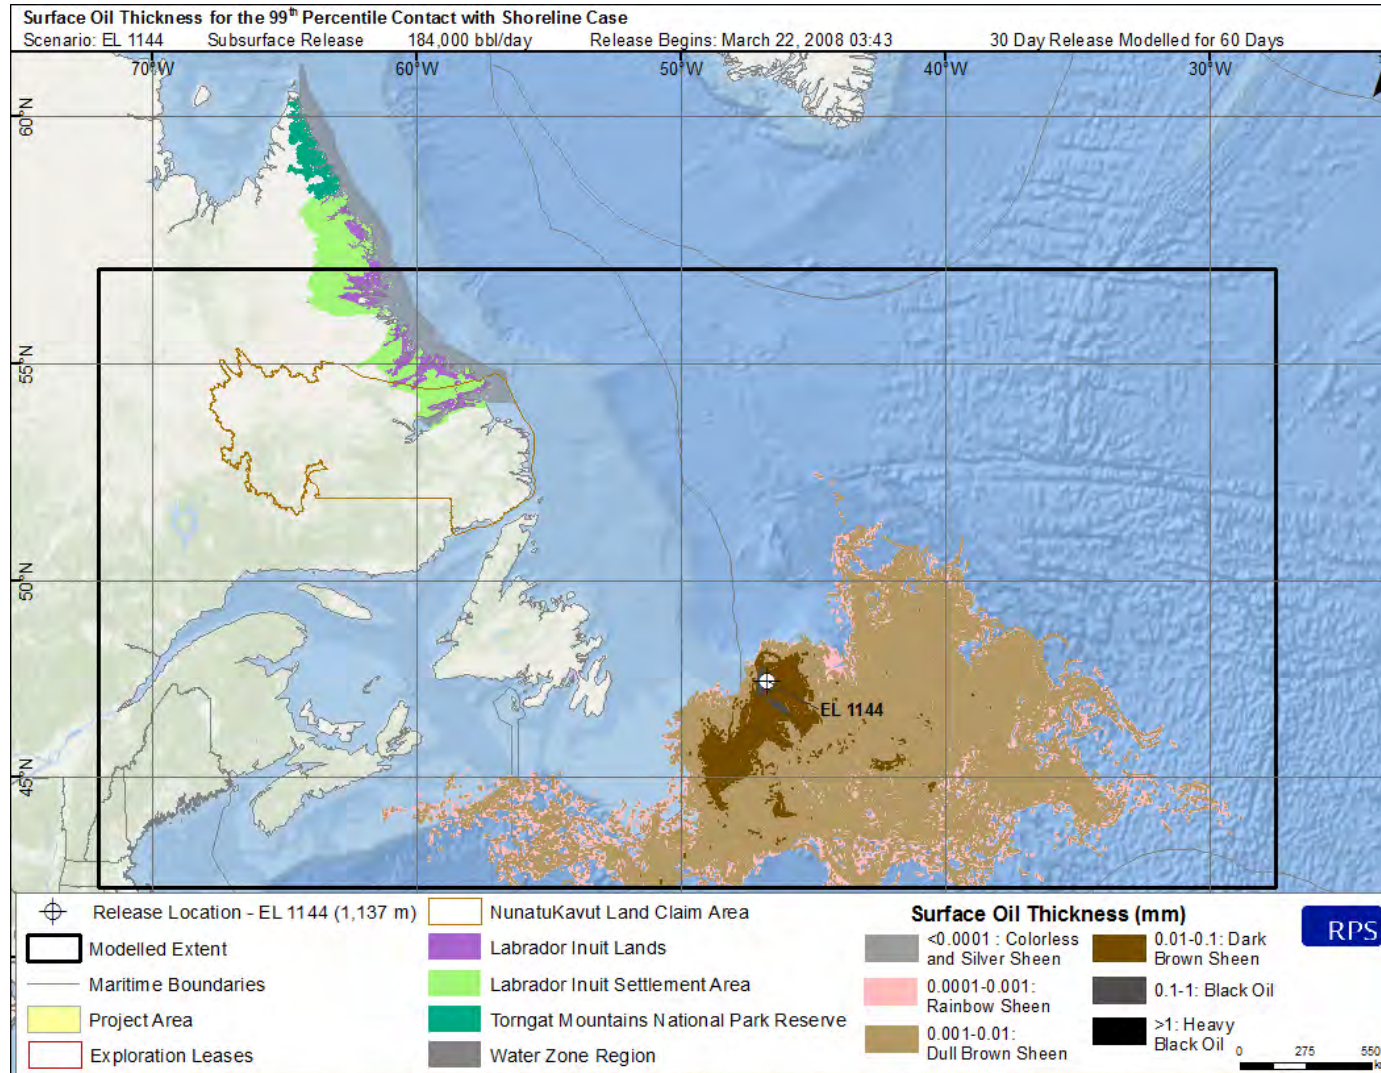 Surface Oil Thickness for the 99th Percentile Contact with Shoreline Case
Scenario: EL 1144 Subsurface Release 184,000 bbl/day Release Begins: March 22, 2008 03:43 30 Day Release Modelled for 60 Days
70°W 60°W 50°W 40°W 30°W
60°N
55°N
50°N
45°N
EL 1144
Release Location - EL 1144 (1,137 m)
Modelled Extent
Maritime Boundaries
Project Area
Exploration Leases
NunatuKavut Land Claim Area
Labrador Inuit Lands
Labrador Inuit Settlement Area
Torngat Mountains National Park Reserve
Water Zone Region
Surface Oil Thickness (mm)
<0.0001 : Colorless
and Silver Sheen
0.0001-0.001:
Rainbow Sheen
0.001-0.01:
Dull Brown Sheen
0.01-0.1: Dark
Brown Sheen
0.1-1: Black Oil
>1: Heavy
Black Oil
RPS
0 275 550